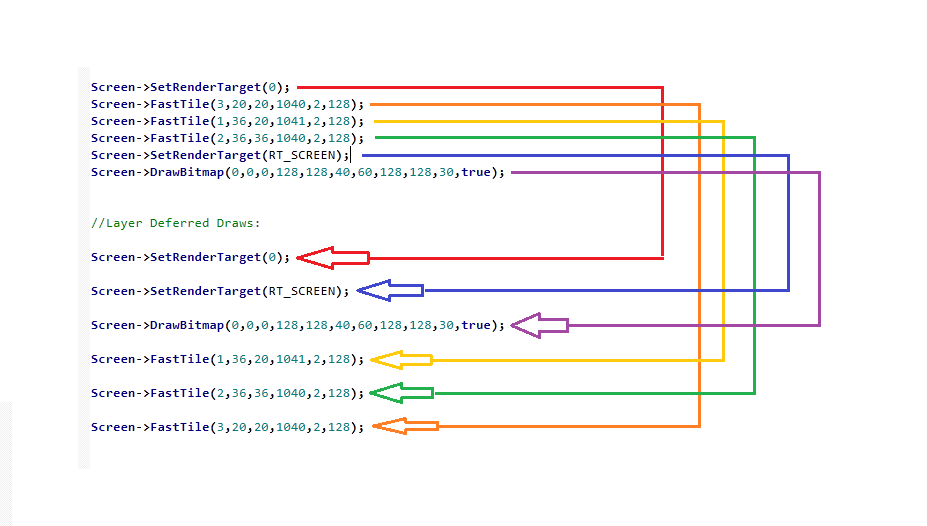 Screen->SetRenderTarget(0);
Screen->FastTile(3,20,20,1040,2,128);
Screen->FastTile(1,36,20,1041,2,128);
Screen->FastTile(2,36,36,1040,2,128);
Screen->SetRenderTarget(RT_SCREEN);
Screen->DrawBitmap(0,0,0,128,128,40,60,128,128,30,true);
//Layer Deferred Draws:
Screen->SetRenderTarget(0);
Screen->SetRenderTarget(RT_SCREEN);
Screen->DrawBitmap(0,0,0,128,128,40,60,128,128,30,true);
Screen->FastTile(1,36,20,1041,2,128);
Screen->FastTile(2,36,36,1040,2,128);
Screen->FastTile(3,20,20,1040,2,128);